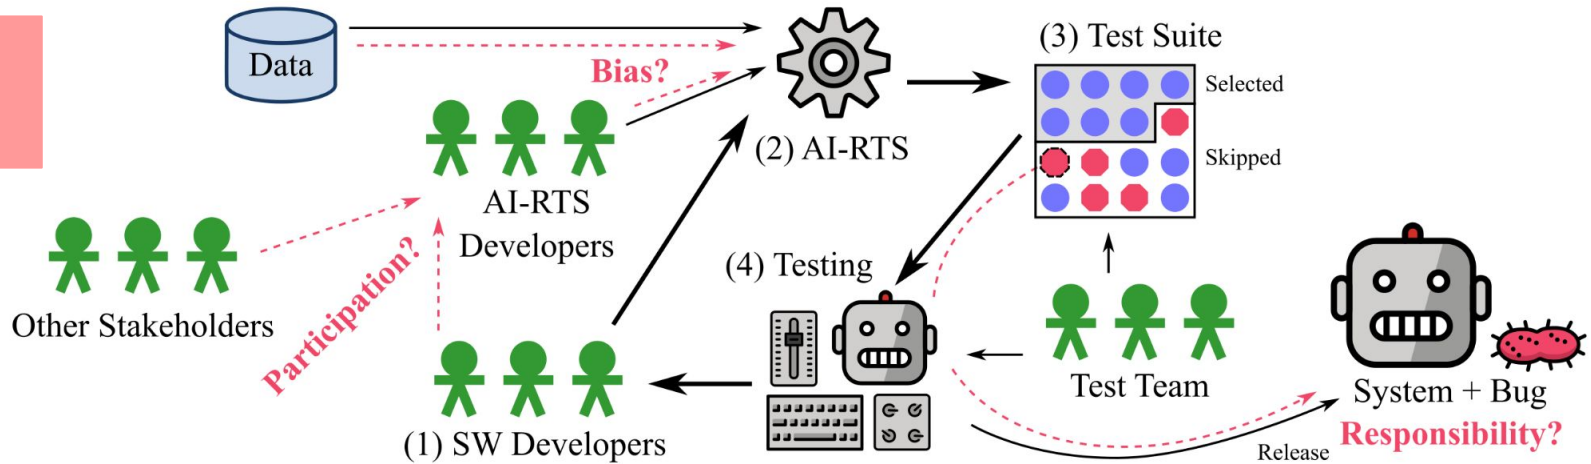 Data
Bias?
(3) Test Suite
Selected
Skipped
(2) AI-RTS
AI-RTS
Developers
Other Stakeholders
Participation?
(4) Testing
(1) SW Developers
Test Team
System + Bug
Responsibility?
Release